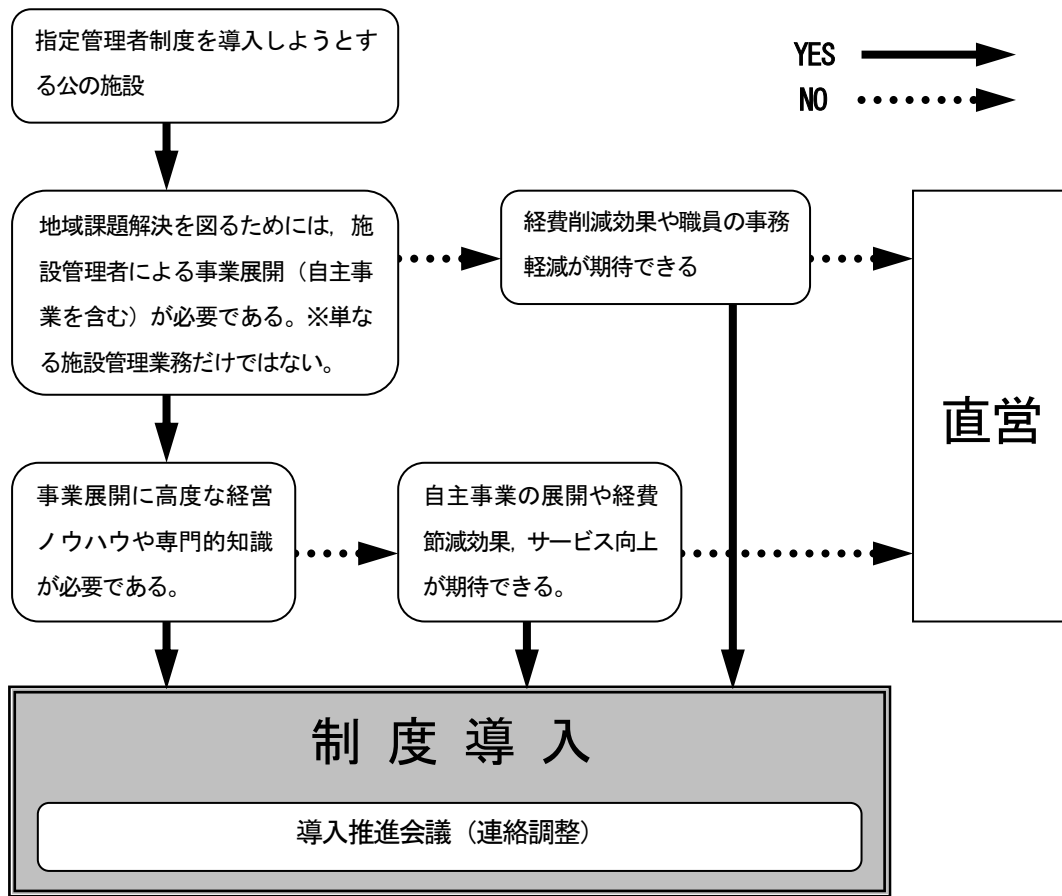 指定管理者制度を導入しようとす
る公の施設
YES
NO
地域課題解決を図るためには，施
設管理者による事業展開（自主事
業を含む）が必要である。※単な
る施設管理業務だけではない。
経費削減効果や職員の事務
軽減が期待できる
直営
事業展開に高度な経営
ノウハウや専門的知識
が必要である。
自主事業の展開や経費
節減効果，サービス向上
が期待できる。
制度導入
導入推進会議（連絡調整）